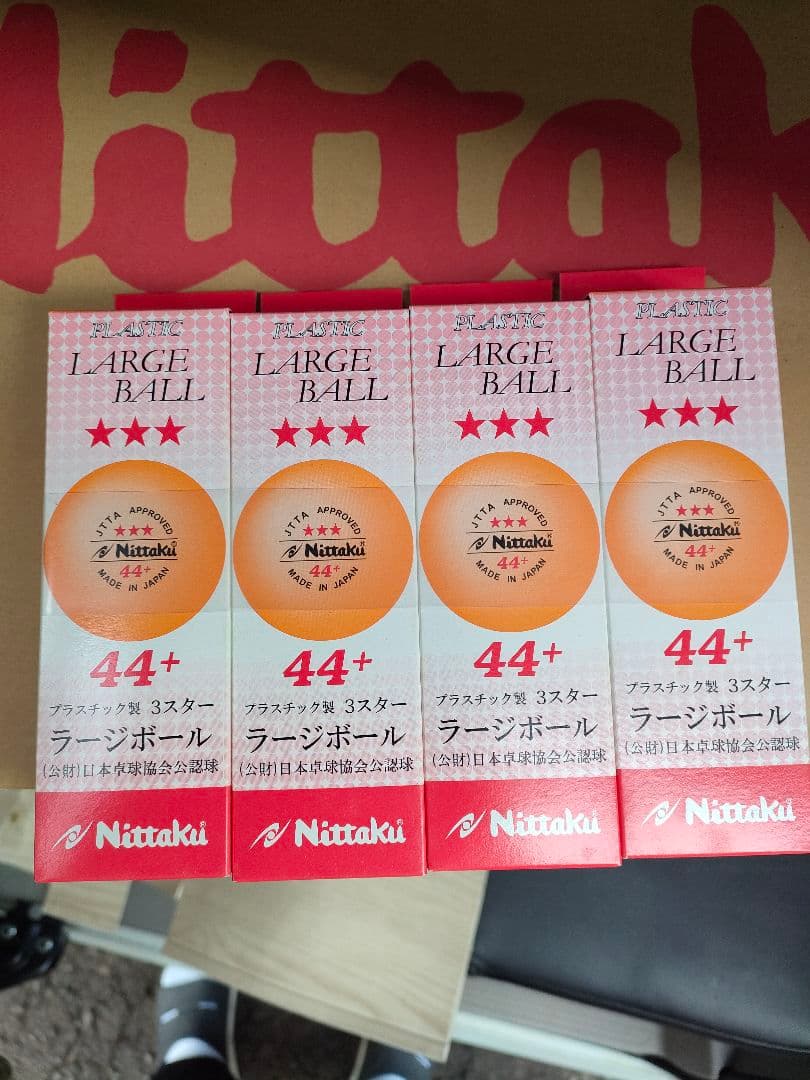 Nittak
PLASTIC
LARGE
BALL
★★★
JTTA APPROVED
★★★
Nittaku®
44+
MADE IN JAPAN
44+
プラスチック製 3スター
ラージボール
(公財)日本卓球協会公認球
Nittaku®
PLASTIC
LARGE
BALL
★★★
JTTA APPROVED
★★★
Nittaku®
44+
MADE IN JAPAN
44+
プラスチック製 3スター
ラージボール
(公財)日本卓球協会公認球
Nittaku®
PLASTIC
LARGE
BALL
★★★
JTTA APPROVED
★★★
Nittaku®
44+
MADE IN JAPAN
44+
プラスチック製 3スター
ラージボール
(公財)日本卓球協会公認球
Nittaku®
PLASTIC
LARGE
BALL
★★★
JTTA APPROVED
★★★
Nittaku®
44+
MADE IN JAPAN
44+
プラスチック製 3スター
ラージボール
(公財)日本卓球協会公認球
Nittaku®